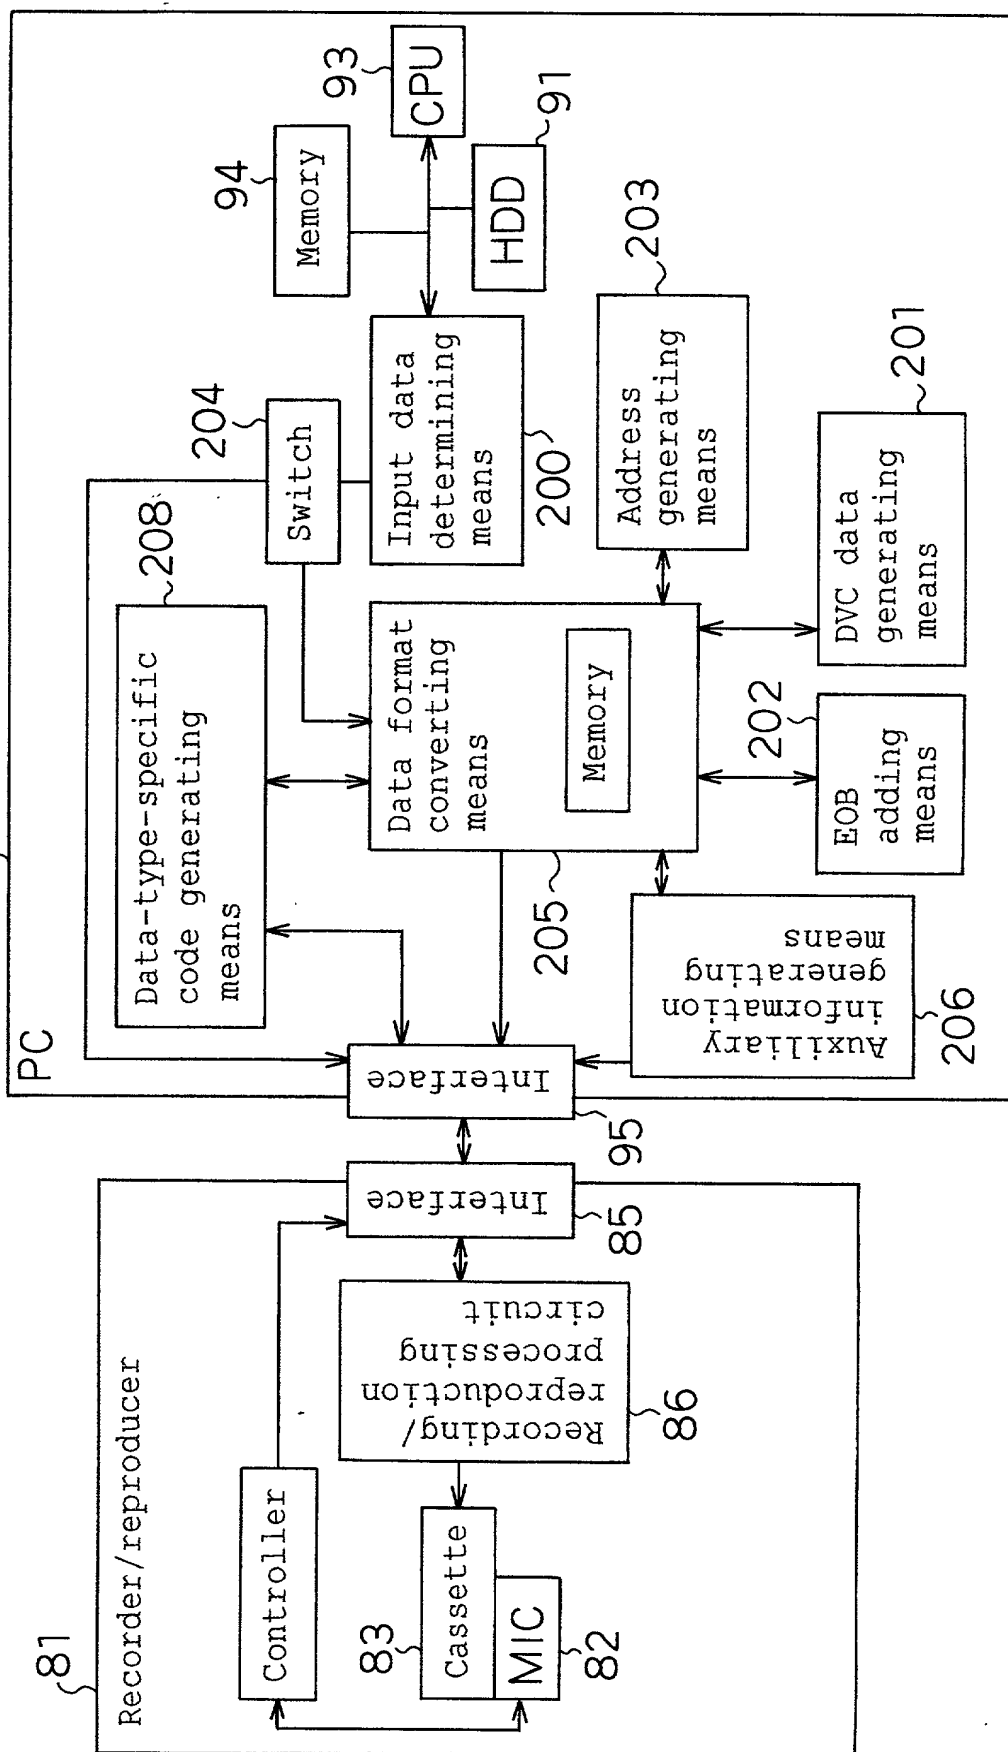 81
Recorder/reproducer
Controller
83
Cassette
MIC
82
Recording/
reproduction
processing
circuit
86
Interface
85
PC
Interface
95
Data-type-specific
code generating
means
208
204
Switch
94
Memory
93
CPU
HDD
91
Input data
determining
means
200
Data format
converting
means
Memory
205
Address
generating
means
203
Auxiliary
information
generating
means
206
EOB
adding
means
202
DVC data
generating
means
201